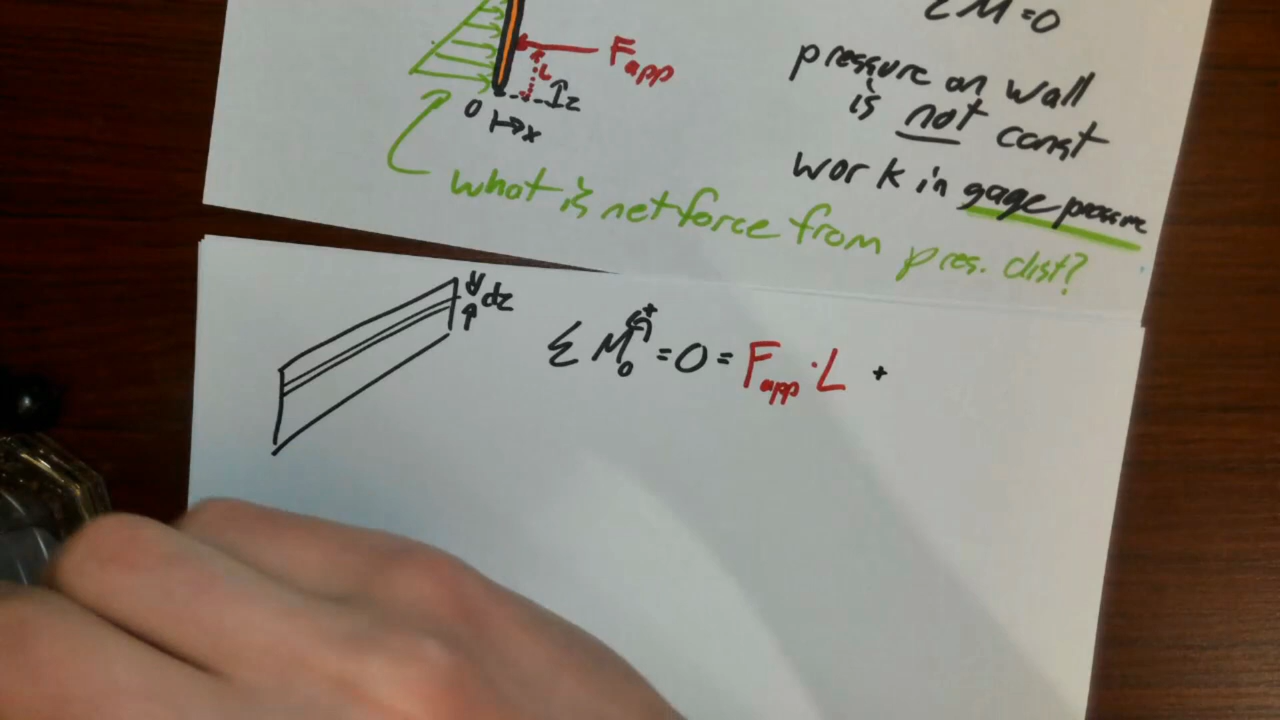 ΣM=0
pressure on wall
is not const
work in gage pressure
Fapp
L
z
0
x
what is net force from pres. dist?
dz
ΣM₀⁺ = 0 = Fapp · L +